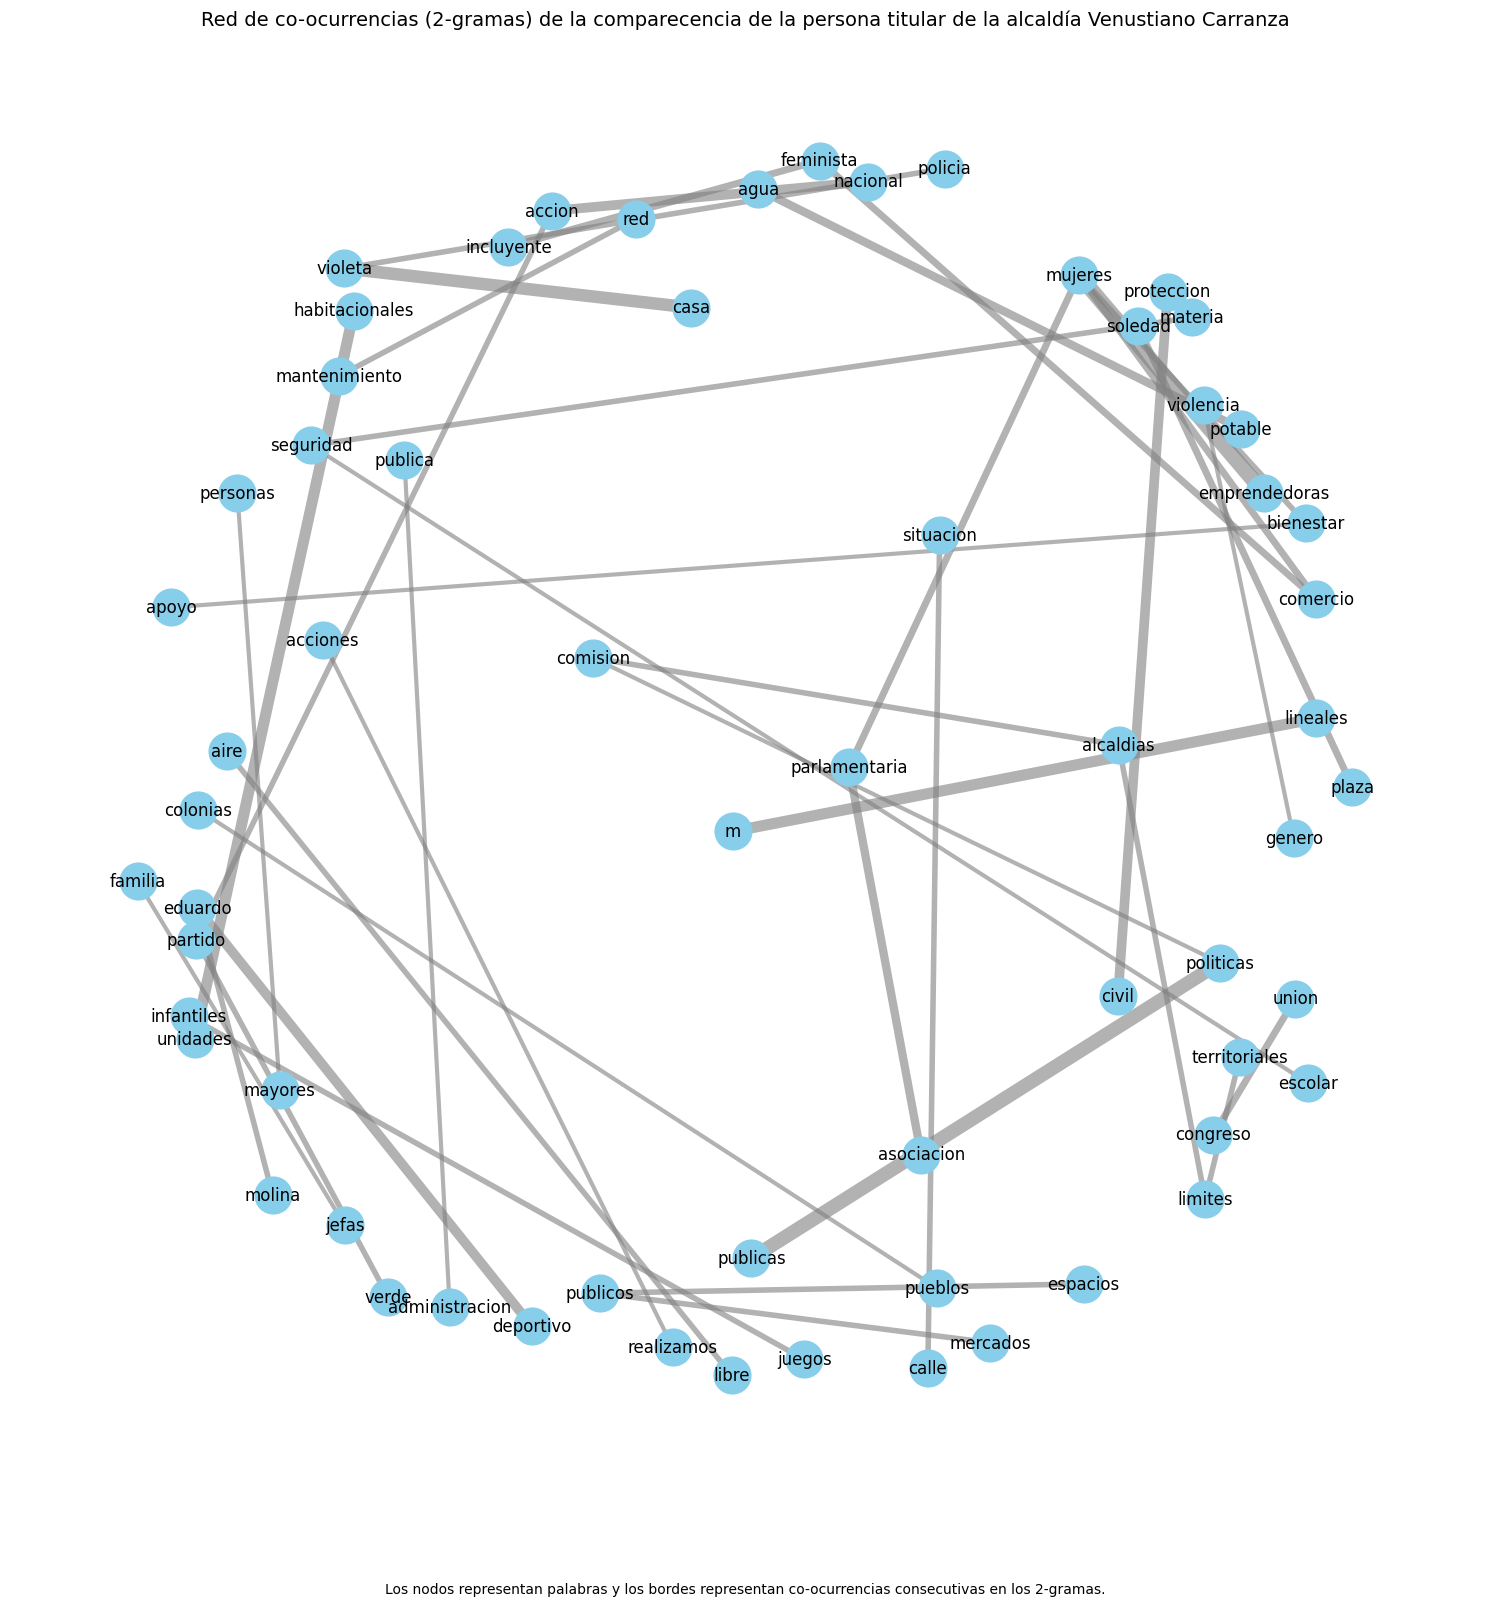 Red de co-ocurrencias (2-gramas) de la comparecencia de la persona titular de la alcaldía Venustiano Carranza
feminista
policia
nacional
agua
accion
red
incluyente
violeta
mujeres
proteccion
casa
habitacionales
materia
soledad
mantenimiento
violencia
potable
seguridad
publica
personas
emprendedoras
bienestar
situacion
comercio
apoyo
acciones
comision
lineales
alcaldias
aire
parlamentaria
plaza
colonias
m
genero
familia
eduardo
partido
politicas
civil
union
infantiles
unidades
territoriales
escolar
mayores
congreso
asociacion
molina
limites
jefas
publicas
espacios
pueblos
publicos
verde
administracion
deportivo
mercados
realizamos
juegos
calle
libre
Los nodos representan palabras y los bordes representan co-ocurrencias consecutivas en los 2-gramas.